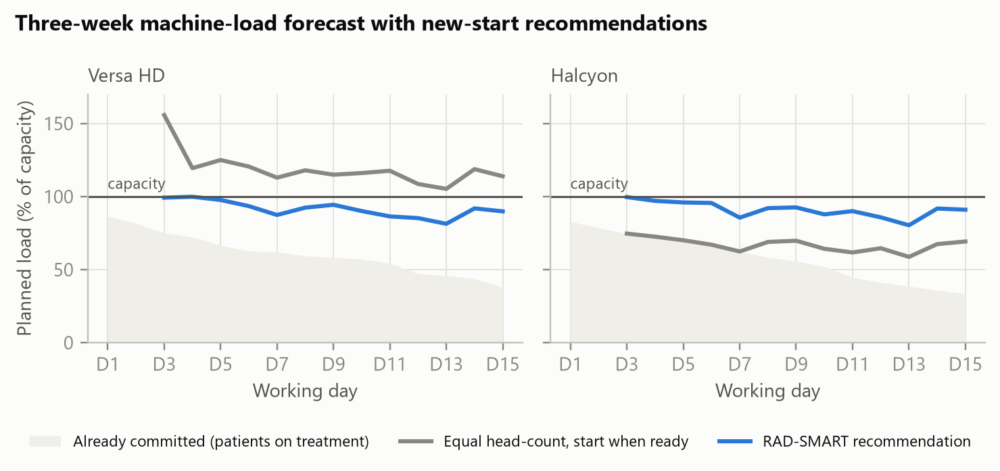 Three-week machine-load forecast with new-start recommendations
Versa HD
Halcyon
Planned load (% of capacity)
150
100
50
0
capacity
capacity
D1 D3 D5 D7 D9 D11 D13 D15
D1 D3 D5 D7 D9 D11 D13 D15
Working day
Working day
Already committed (patients on treatment)
Equal head-count, start when ready
RAD-SMART recommendation